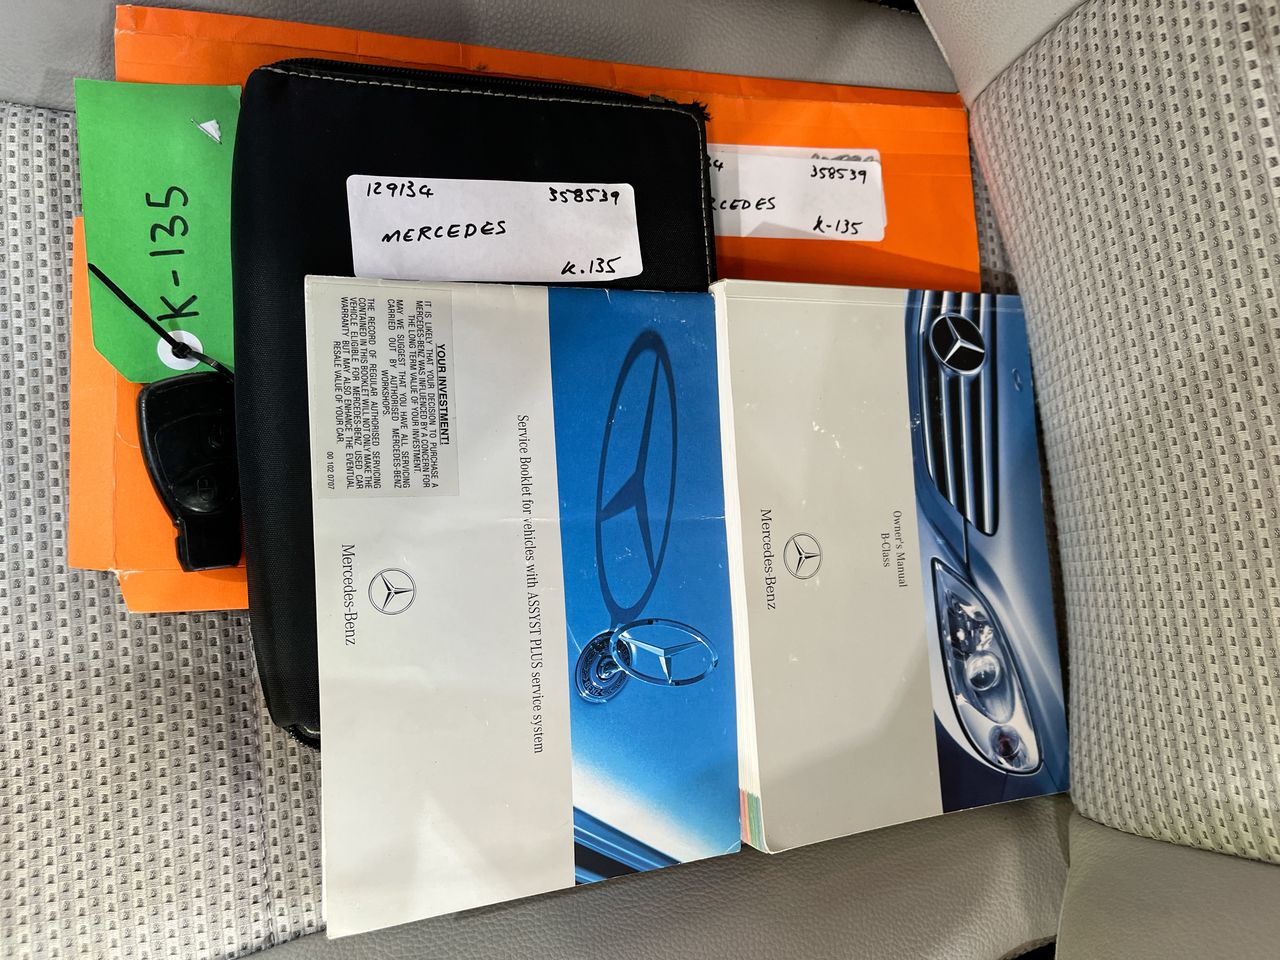 K-135
129134 358539
MERCEDES
K.135
34 358539
RCEDES
K-135
YOUR INVESTMENT!
IT IS LIKELY THAT YOUR DECISION TO PURCHASE A
MERCEDES-BENZ WAS INFLUENCED BY A CONCERN FOR
THE LONG TERM VALUE OF YOUR INVESTMENT
MAY WE SUGGEST THAT YOU HAVE ALL SERVICING
CARRIED OUT BY AUTHORISED MERCEDES-BENZ
WORKSHOPS
THE RECORD OF REGULAR AUTHORISED SERVICING
CONTAINED IN THIS BOOKLET WILL NOT ONLY MAKE THE
VEHICLE ELIGIBLE FOR MERCEDES-BENZ USED CAR
WARRANTY BUT MAY ALSO ENHANCE THE EVENTUAL
RESALE VALUE OF YOUR CAR.
00 102 0707
Service Booklet for vehicles with ASSYST PLUS service system
Mercedes-Benz
Owner's Manual
B-Class
Mercedes-Benz